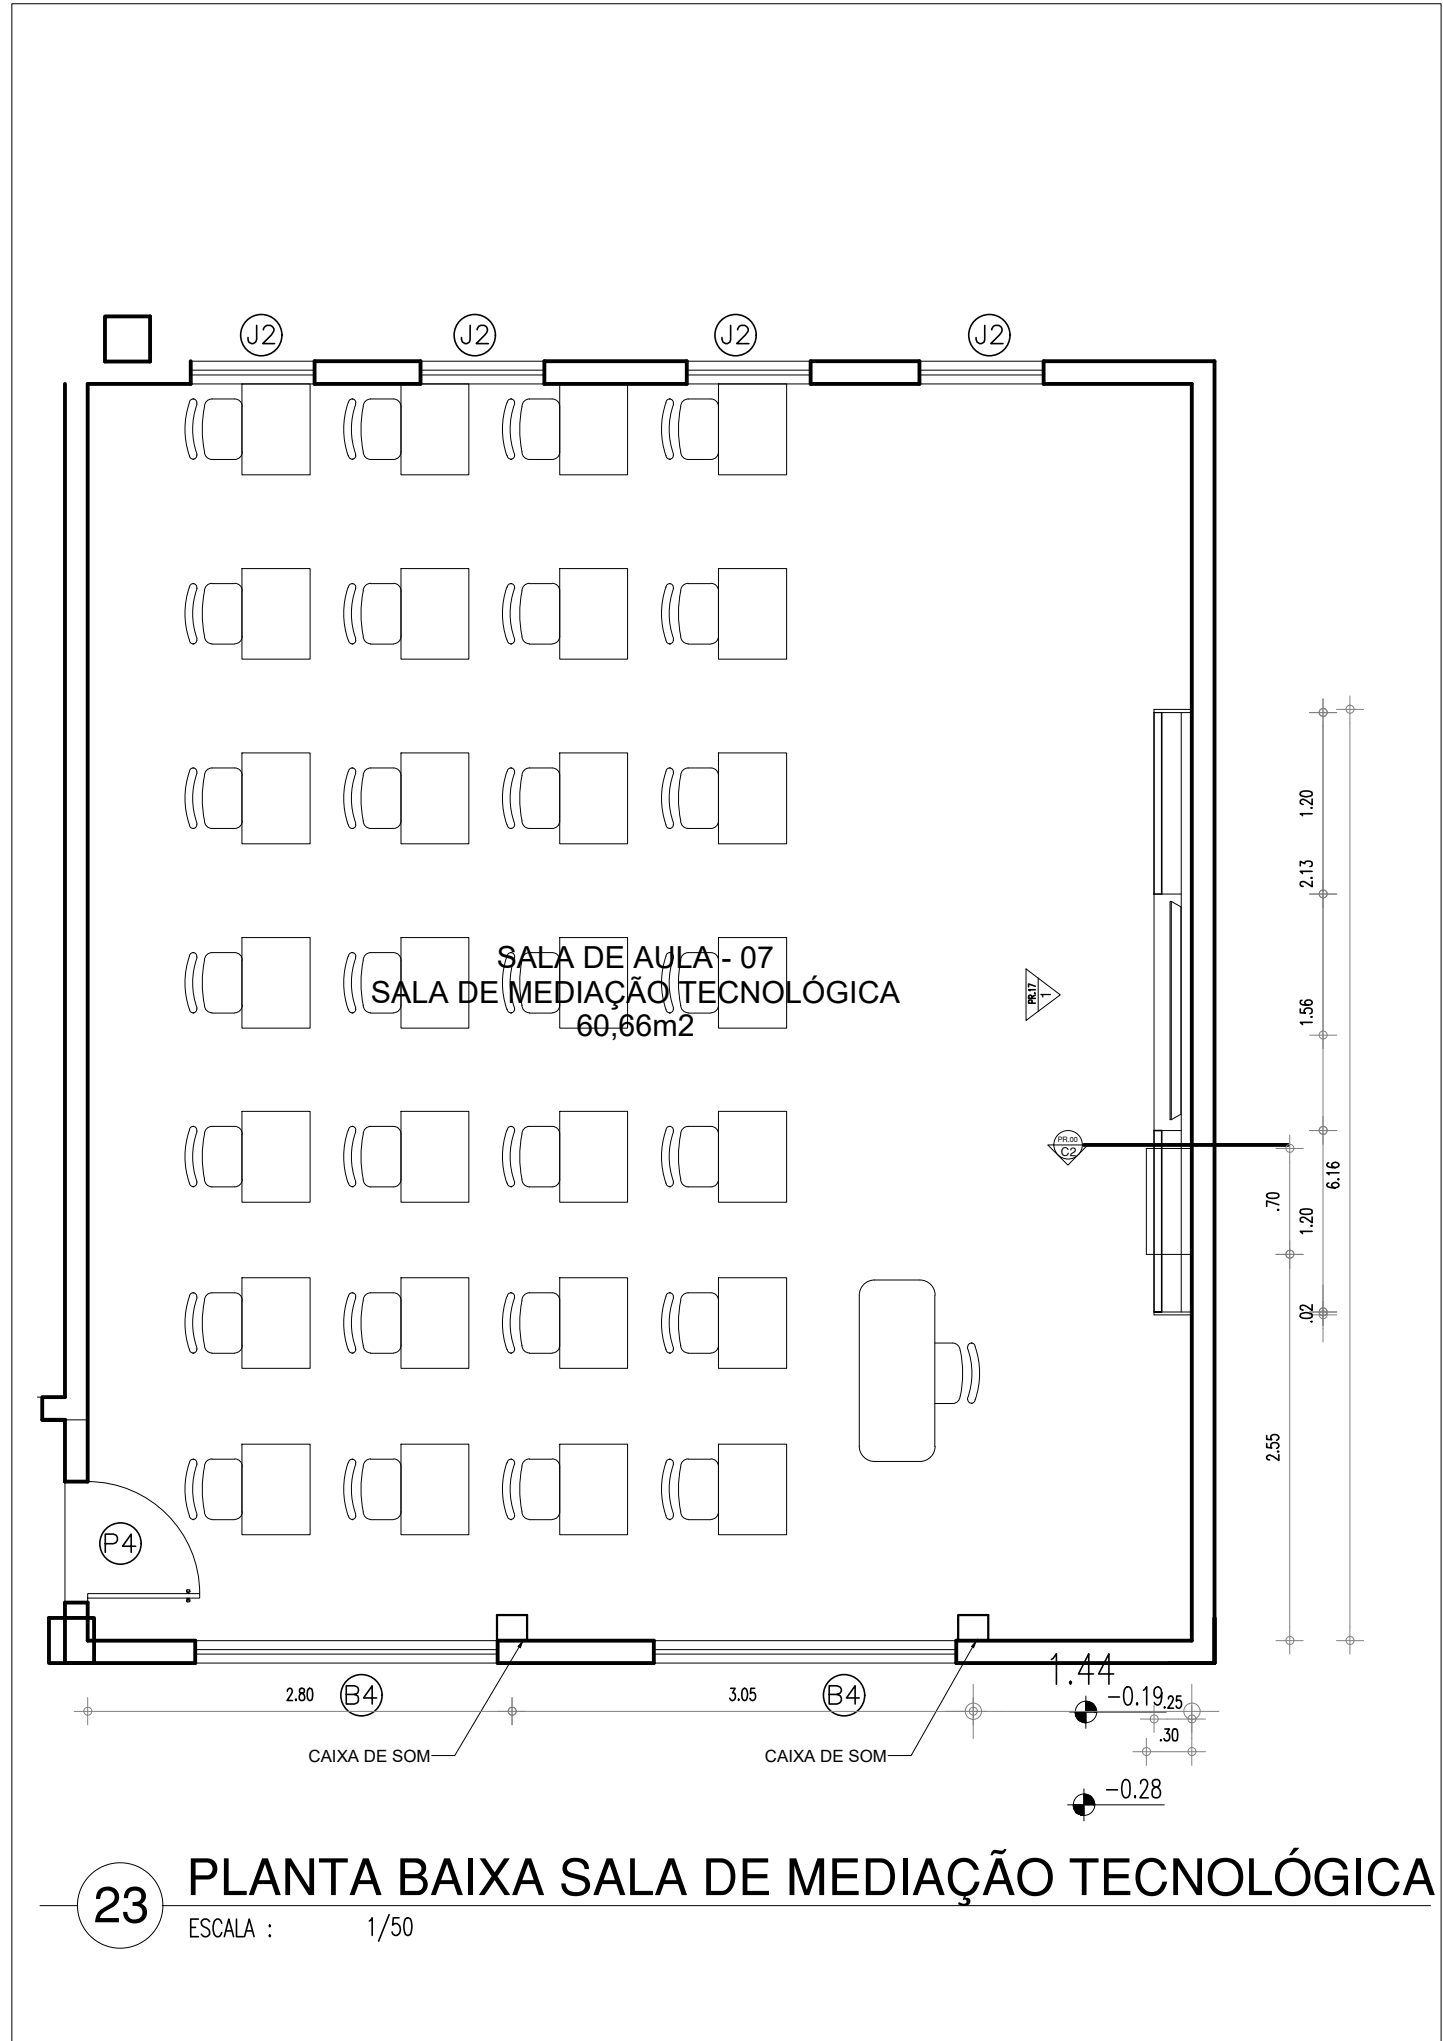 J2
J2
J2
J2
1.20
2.13
SALA DE AULA - 07
SALA DE MEDIAÇÃO TECNOLÓGICA
60,66m2
PR.17
1
1.56
PR.00
C2
6.16
.70
1.20
.02
2.55
P4
1.44
2.80
B4
3.05
B4
-0.19
.25
.30
CAIXA DE SOM
CAIXA DE SOM
-0.28
23
PLANTA BAIXA SALA DE MEDIAÇÃO TECNOLÓGICA
ESCALA : 1/50